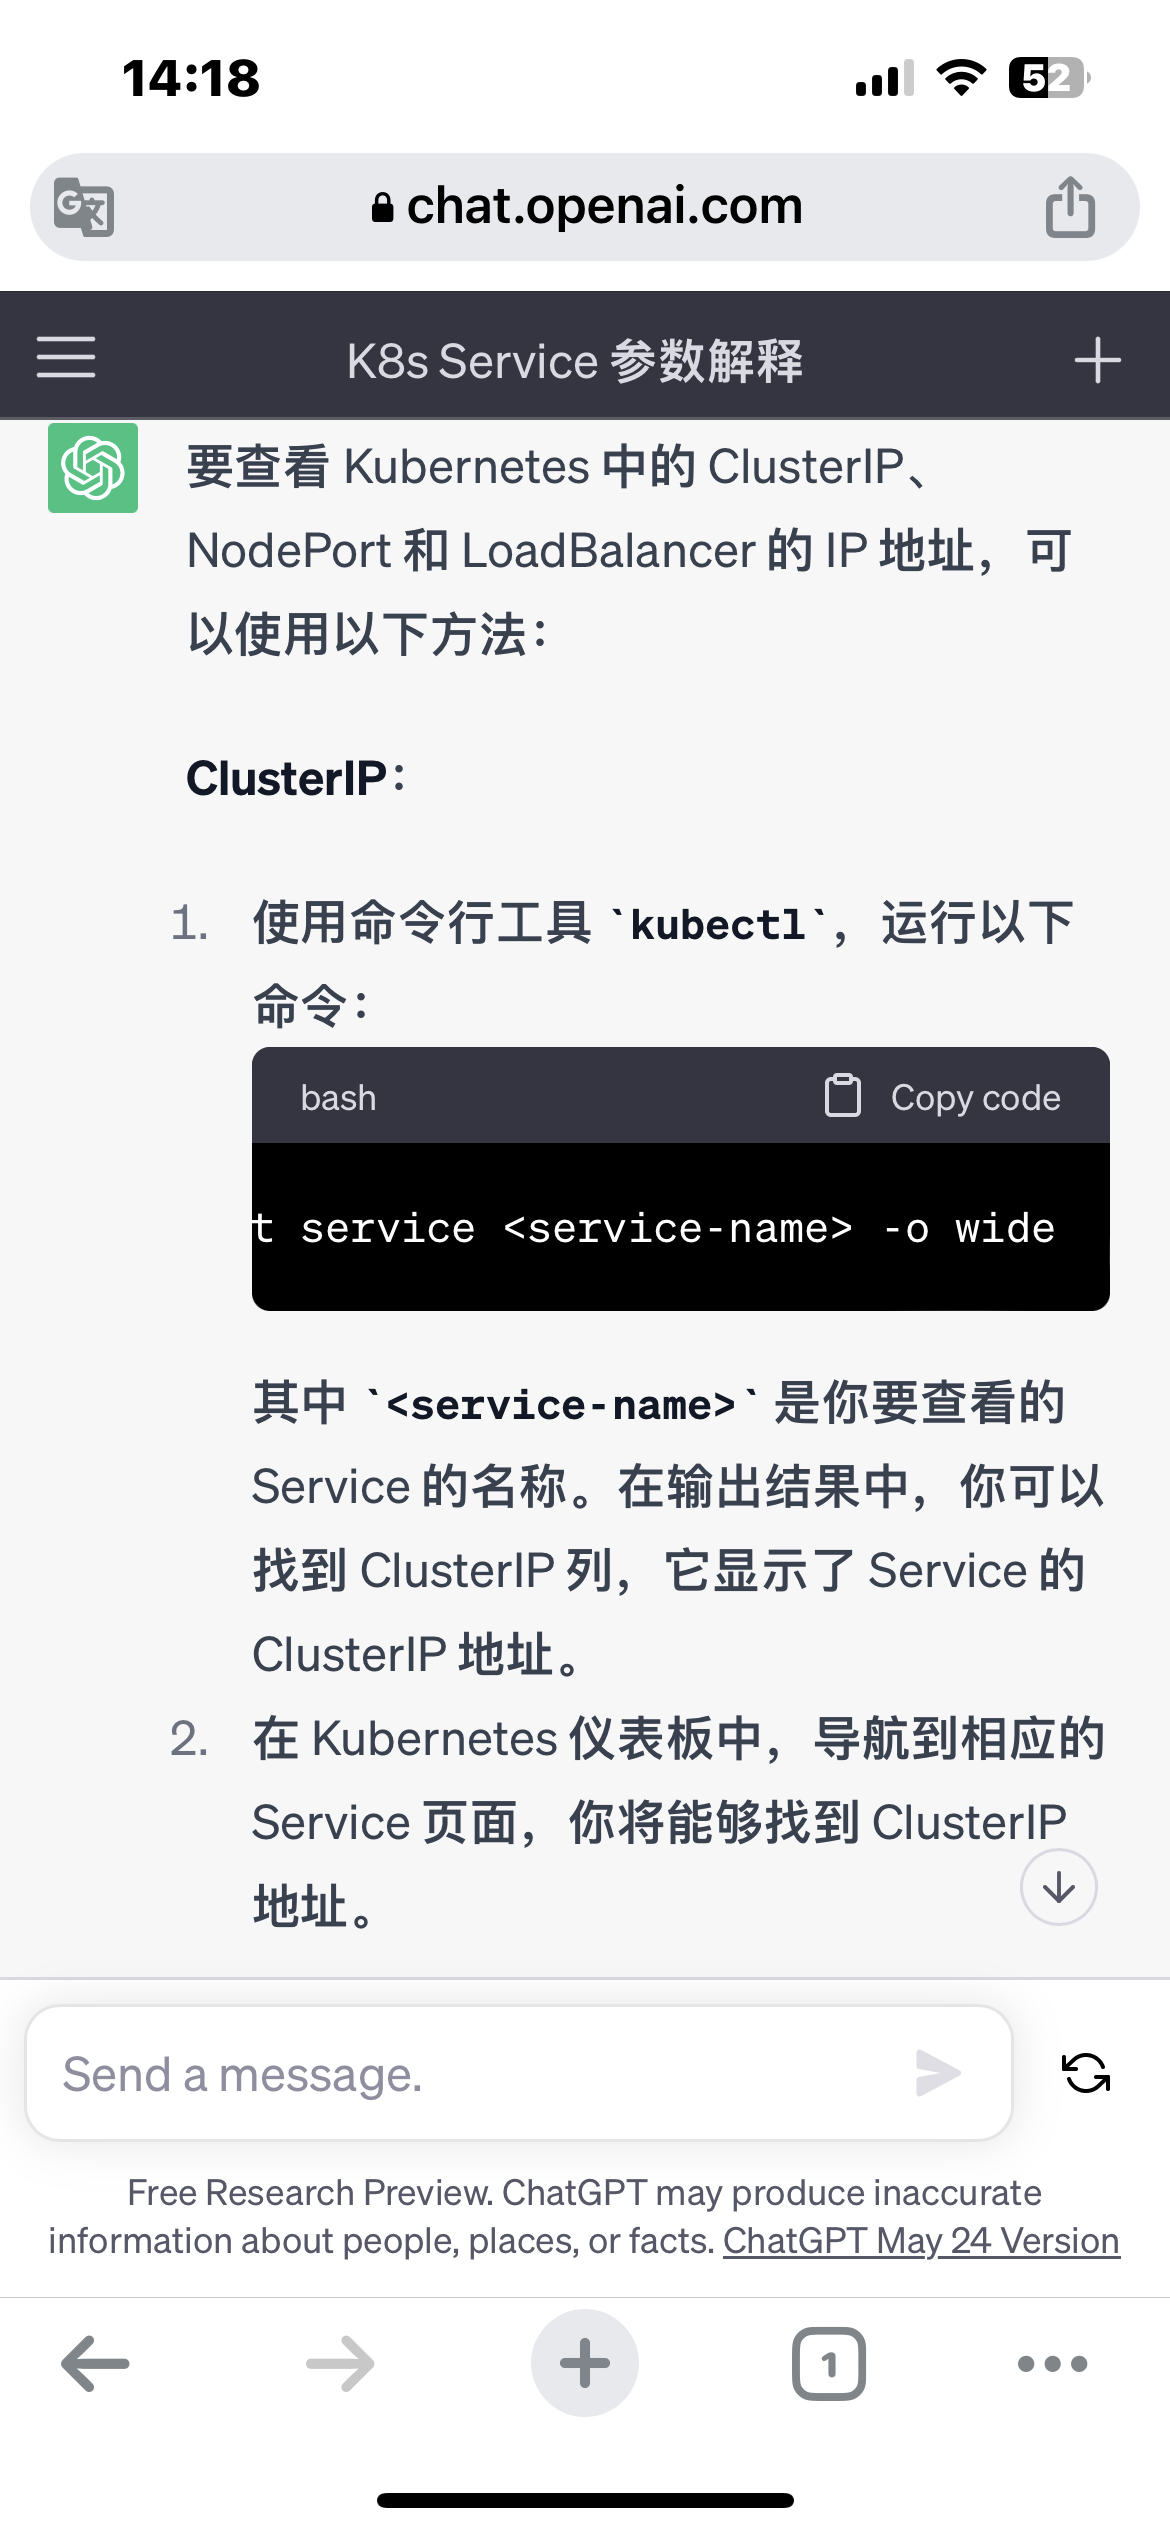 14:18
52
chat.openai.com
K8s Service 参数解释
要查看 Kubernetes 中的 ClusterIP、
NodePort 和 LoadBalancer 的 IP 地址，可
以使用以下方法：
ClusterIP：
1. 使用命令行工具 `kubectl`，运行以下
命令：
bash
Copy code
t service <service-name> -o wide
其中 `<service-name>` 是你要查看的
Service 的名称。在输出结果中，你可以
找到 ClusterIP 列，它显示了 Service 的
ClusterIP 地址。
2. 在 Kubernetes 仪表板中，导航到相应的
Service 页面，你将能够找到 ClusterIP
地址。
Send a message.
Free Research Preview. ChatGPT may produce inaccurate
information about people, places, or facts. ChatGPT May 24 Version
1